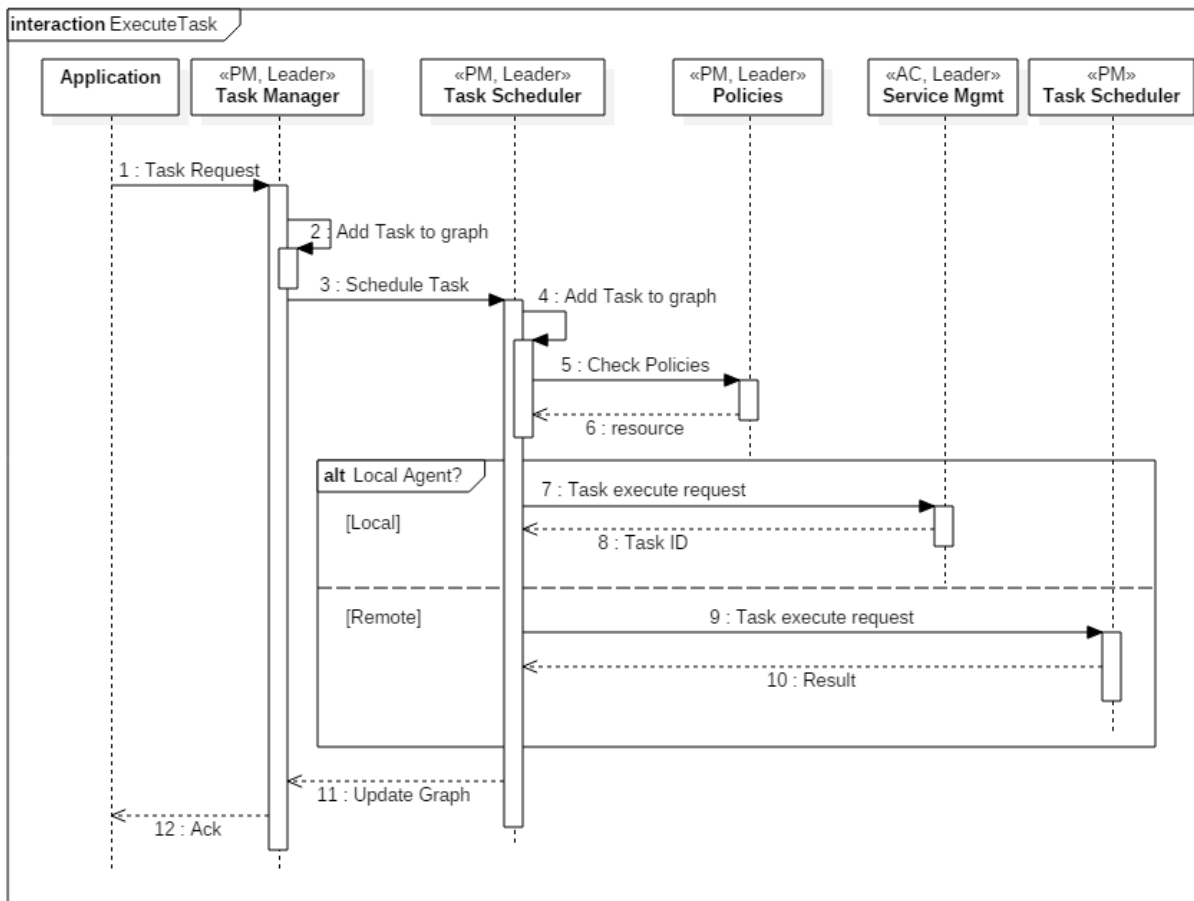 interaction ExecuteTask
Application
«PM, Leader»
Task Manager
«PM, Leader»
Task Scheduler
«PM, Leader»
Policies
«AC, Leader»
Service Mgmt
«PM»
Task Scheduler
1 : Task Request
2 : Add Task to graph
3 : Schedule Task
4 : Add Task to graph
5 : Check Policies
6 : resource
alt Local Agent?
7 : Task execute request
[Local]
8 : Task ID
[Remote]
9 : Task execute request
10 : Result
11 : Update Graph
12 : Ack